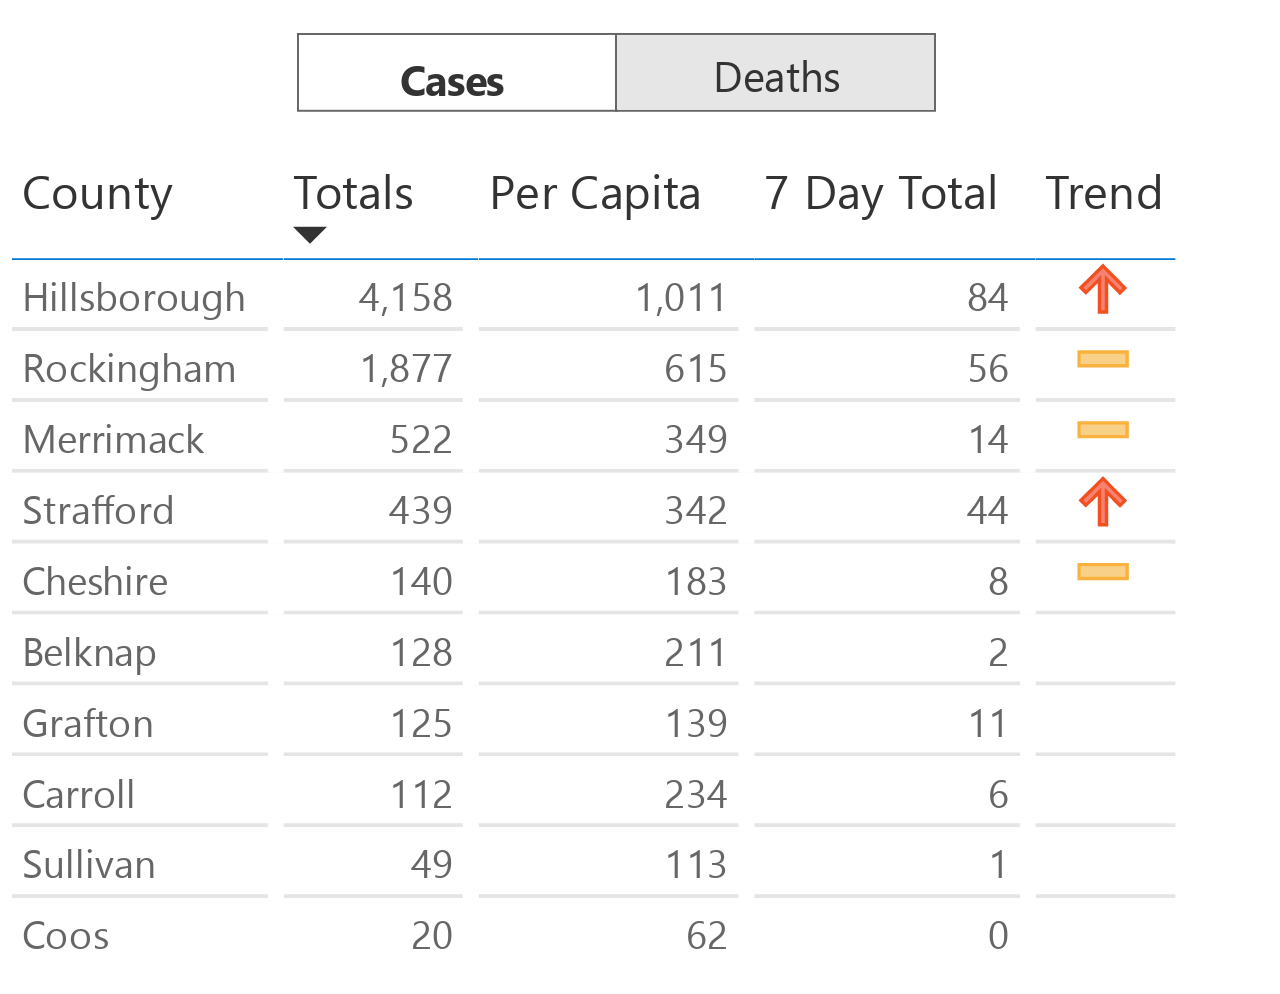 Cases Deaths
County Totals Per Capita 7 Day Total Trend
Hillsborough 4,158 1,011 84
Rockingham 1,877 615 56
Merrimack 522 349 14
Strafford 439 342 44
Cheshire 140 183 8
Belknap 128 211 2
Grafton 125 139 11
Carroll 112 234 6
Sullivan 49 113 1
Coos 20 62 0